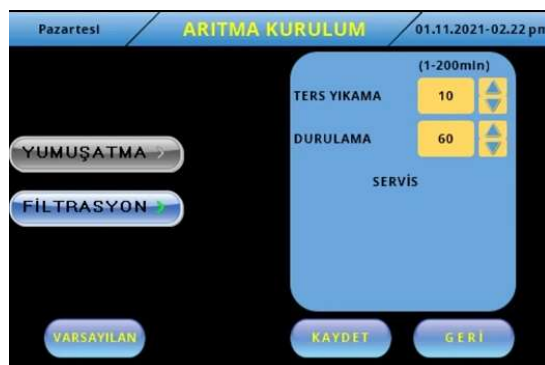 Pazartesi ARITMA KURULUM 01.11.2021-02.22 pm
(1-200min)
TERS YIKAMA 10
DURULAMA 60
YUMUŞATMA
SERVİS
FİLTRASYON
VARSAYILAN KAYDET GERİ